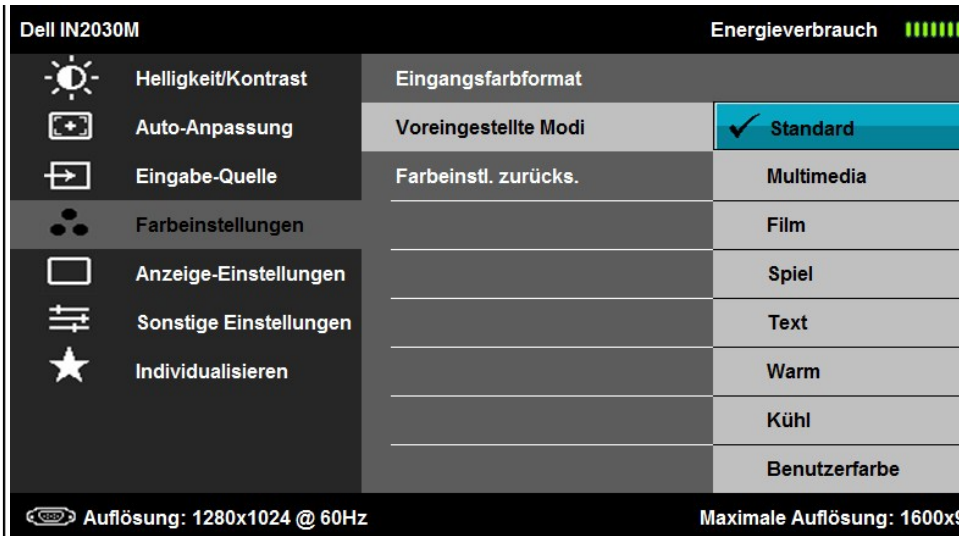 Dell IN2030M Energieverbrauch
Helligkeit/Kontrast Eingangsfarbformat
Auto-Anpassung Voreingestellte Modi Standard
Eingabe-Quelle Farbeinstl. zurücks. Multimedia
Farbeinstellungen Film
Anzeige-Einstellungen Spiel
Sonstige Einstellungen Text
Individualisieren Warm
Kühl
Benutzerfarbe
Auflösung: 1280x1024 @ 60Hz Maximale Auflösung: 1600x9